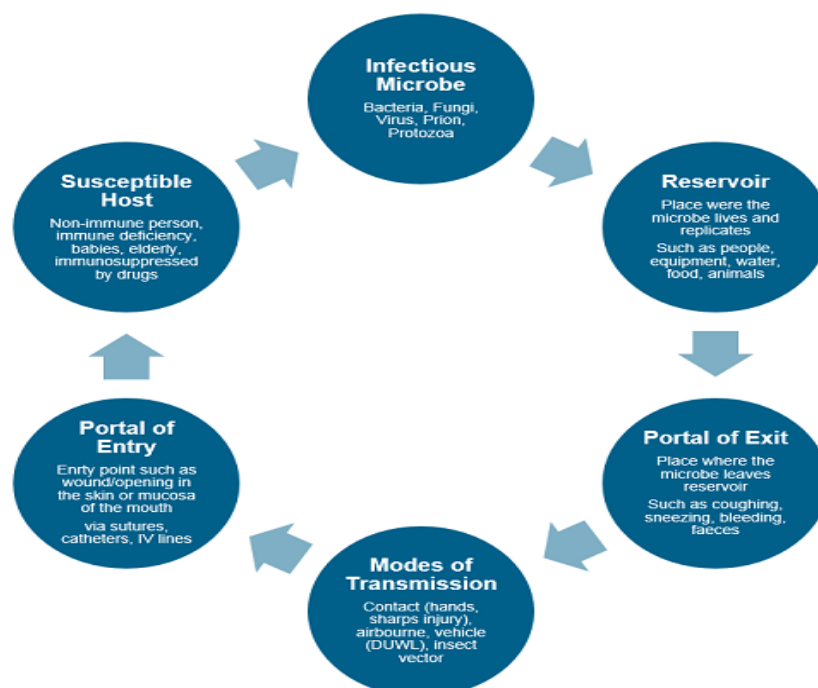 Infectious
Microbe
Bacteria, Fungi,
Virus, Prion,
Protozoa
Reservoir
Place were the
microbe lives and
replicates
Such as people,
equipment, water,
food, animals
Portal of Exit
Place where the
microbe leaves
reservoir
Such as coughing,
sneezing, bleeding,
faeces
Modes of
Transmission
Contact (hands,
sharps injury),
airbourne, vehicle
(DUWL), insect
vector
Portal of
Entry
Enrty point such as
wound/opening in
the skin or mucosa
of the mouth
via sutures,
catheters, IV lines
Susceptible
Host
Non-immune person,
immune deficiency,
babies, elderly,
immunosuppressed
by drugs